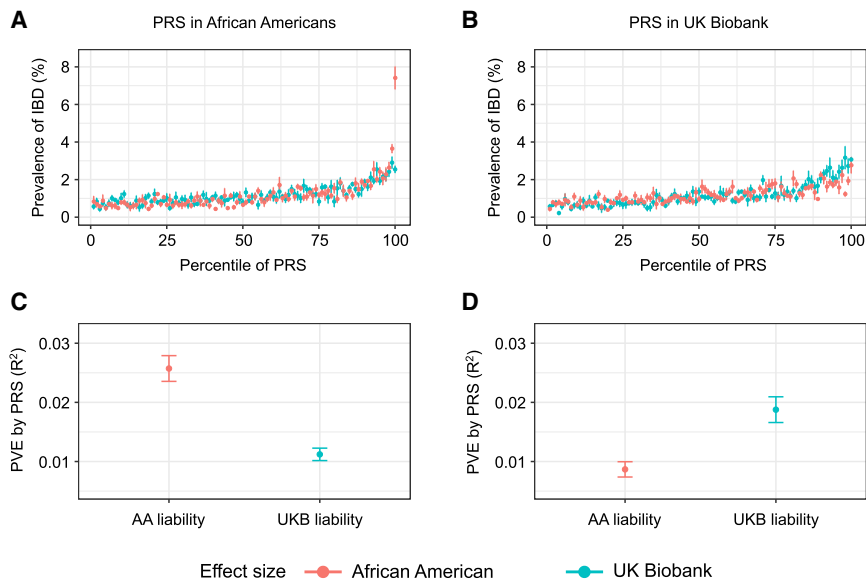 A
PRS in African Americans
B
PRS in UK Biobank
Prevalence of IBD (%)
8
6
4
2
0
0 25 50 75 100
Percentile of PRS
Prevalence of IBD (%)
8
6
4
2
0
0 25 50 75 100
Percentile of PRS
C
PVE by PRS (R²)
0.03
0.02
0.01
AA liability UKB liability
D
PVE by PRS (R²)
0.03
0.02
0.01
AA liability UKB liability
Effect size African American UK Biobank